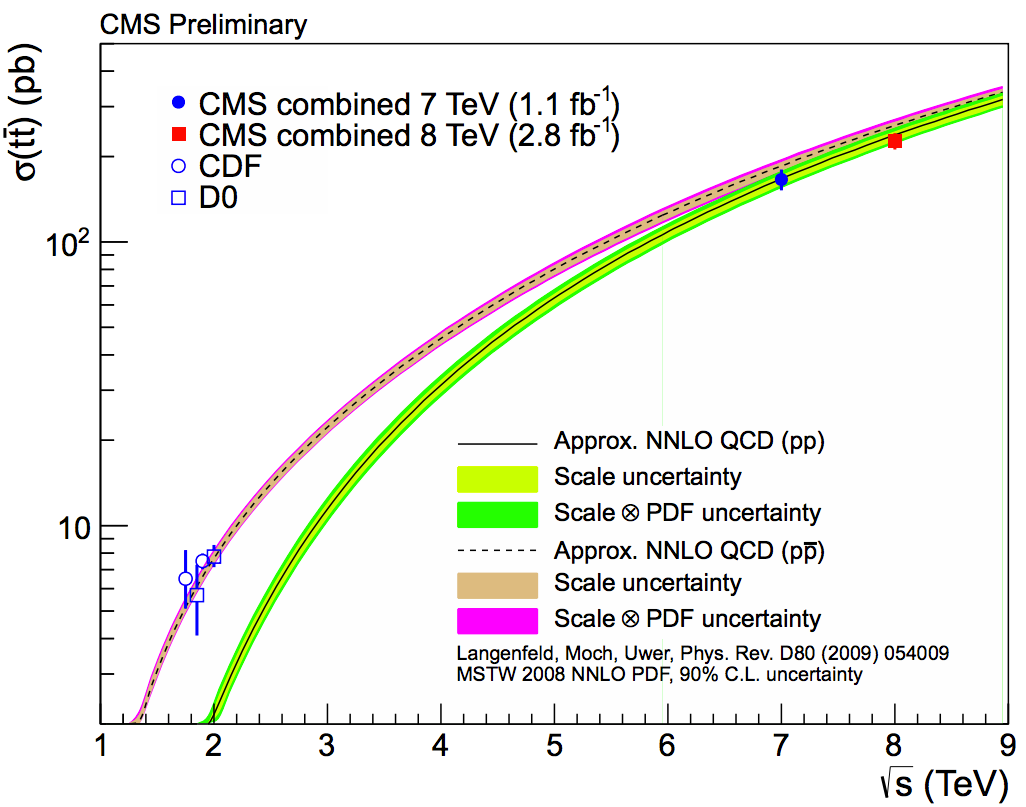 CMS Preliminary
σ(tt̄) (pb)
CMS combined 7 TeV (1.1 fb⁻¹)
CMS combined 8 TeV (2.8 fb⁻¹)
CDF
D0
10²
10
Approx. NNLO QCD (pp)
Scale uncertainty
Scale ⊗ PDF uncertainty
Approx. NNLO QCD (pp̄)
Scale uncertainty
Scale ⊗ PDF uncertainty
Langenfeld, Moch, Uwer, Phys. Rev. D80 (2009) 054009
MSTW 2008 NNLO PDF, 90% C.L. uncertainty
1 2 3 4 5 6 7 8 9
√s (TeV)